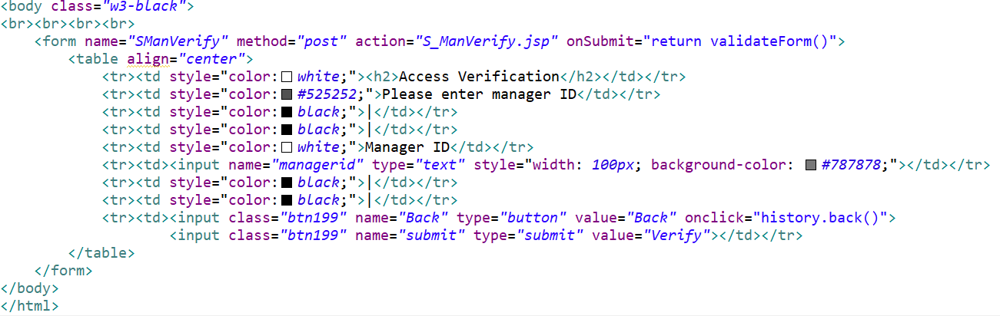 <body class="w3-black">
<br><br><br><br>
    <form name="SManVerify" method="post" action="S_ManVerify.jsp" onSubmit="return validateForm()">
        <table align="center">
            <tr><td style="color: white;"><h2>Access Verification</h2></td></tr>
            <tr><td style="color: #525252;">Please enter manager ID</td></tr>
            <tr><td style="color: black;">|</td></tr>
            <tr><td style="color: black;">|</td></tr>
            <tr><td style="color: white;">Manager ID</td></tr>
            <tr><td><input name="managerid" type="text" style="width: 100px; background-color: #787878;"></td></tr>
            <tr><td style="color: black;">|</td></tr>
            <tr><td style="color: black;">|</td></tr>
            <tr><td><input class="btn199" name="Back" type="button" value="Back" onclick="history.back()">
                    <input class="btn199" name="submit" type="submit" value="Verify"></td></tr>
        </table>
    </form>
</body>
</html>